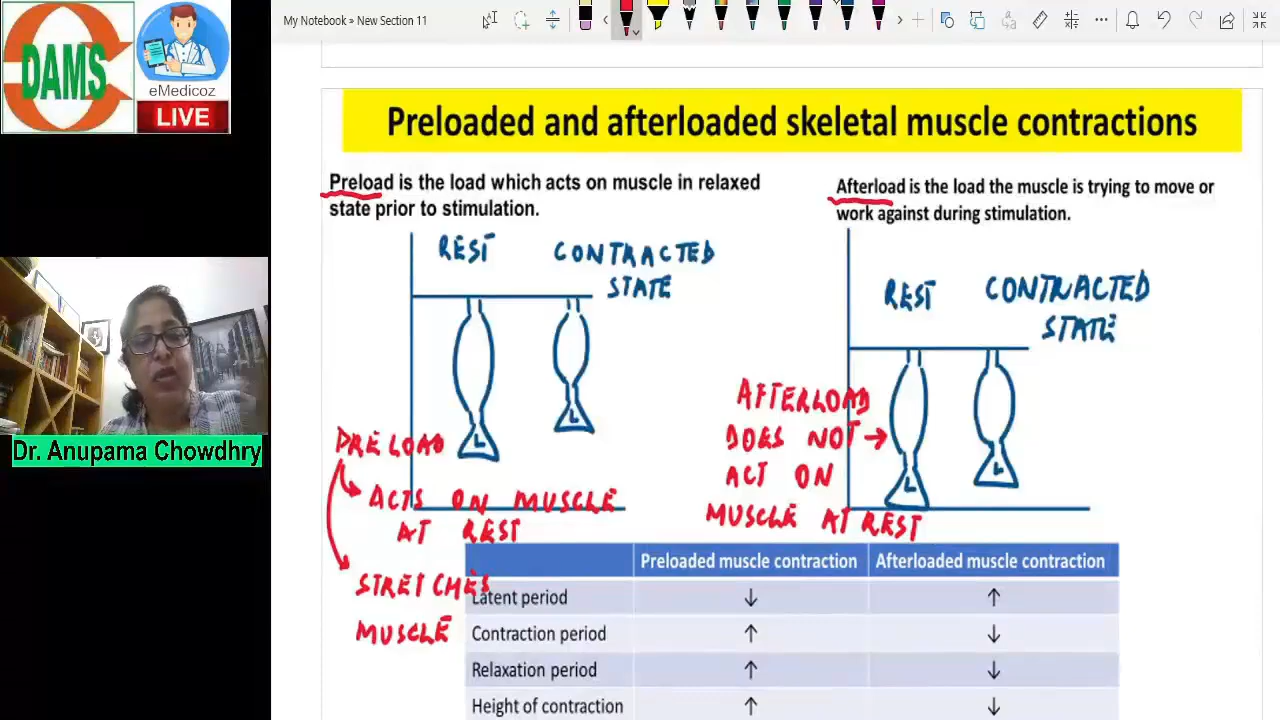 DAMS
eMedicoz
LIVE
Dr. Anupama Chowdhry
My Notebook > New Section 11
Preloaded and afterloaded skeletal muscle contractions
Preload is the load which acts on muscle in relaxed
state prior to stimulation.
REST
CONTRACTED
STATE
L
L
PRELOAD
ACTS ON MUSCLE
AT REST
STRETCHES
MUSCLE
Afterload is the load the muscle is trying to move or
work against during stimulation.
REST
CONTRACTED
STATE
AFTERLOAD
DOES NOT →
ACT ON
MUSCLE AT REST
L
L
Preloaded muscle contraction Afterloaded muscle contraction
Latent period ↓ ↑
Contraction period ↑ ↓
Relaxation period ↑ ↓
Height of contraction ↑ ↓